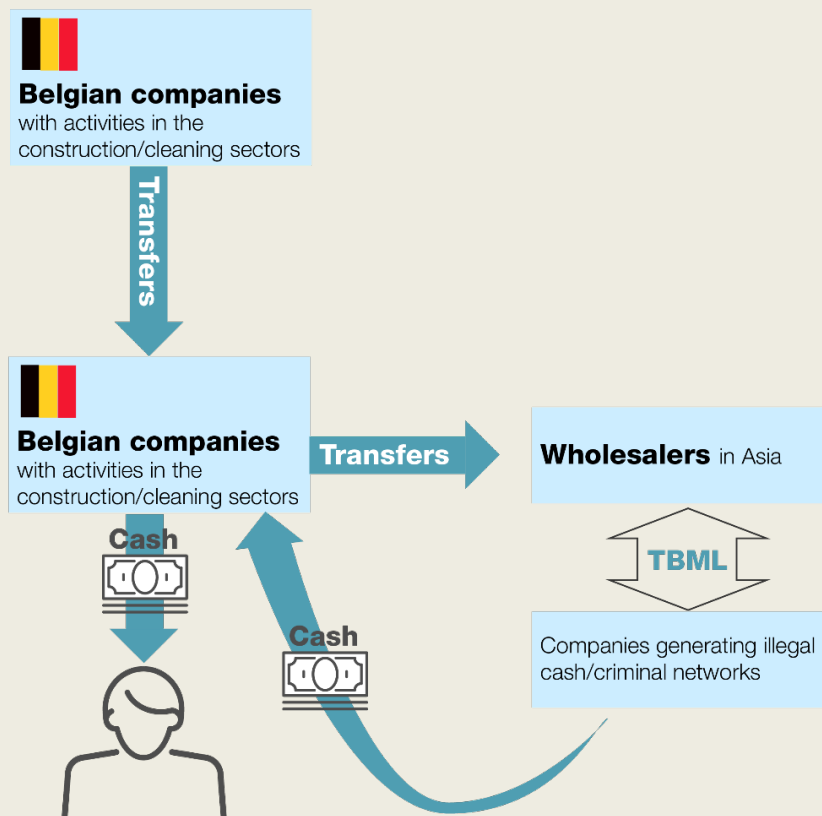 Belgian companies
with activities in the
construction/cleaning sectors
Transfers
Belgian companies
with activities in the
construction/cleaning sectors
Transfers
Wholesalers in Asia
Cash
TBML
Cash
Companies generating illegal
cash/criminal networks